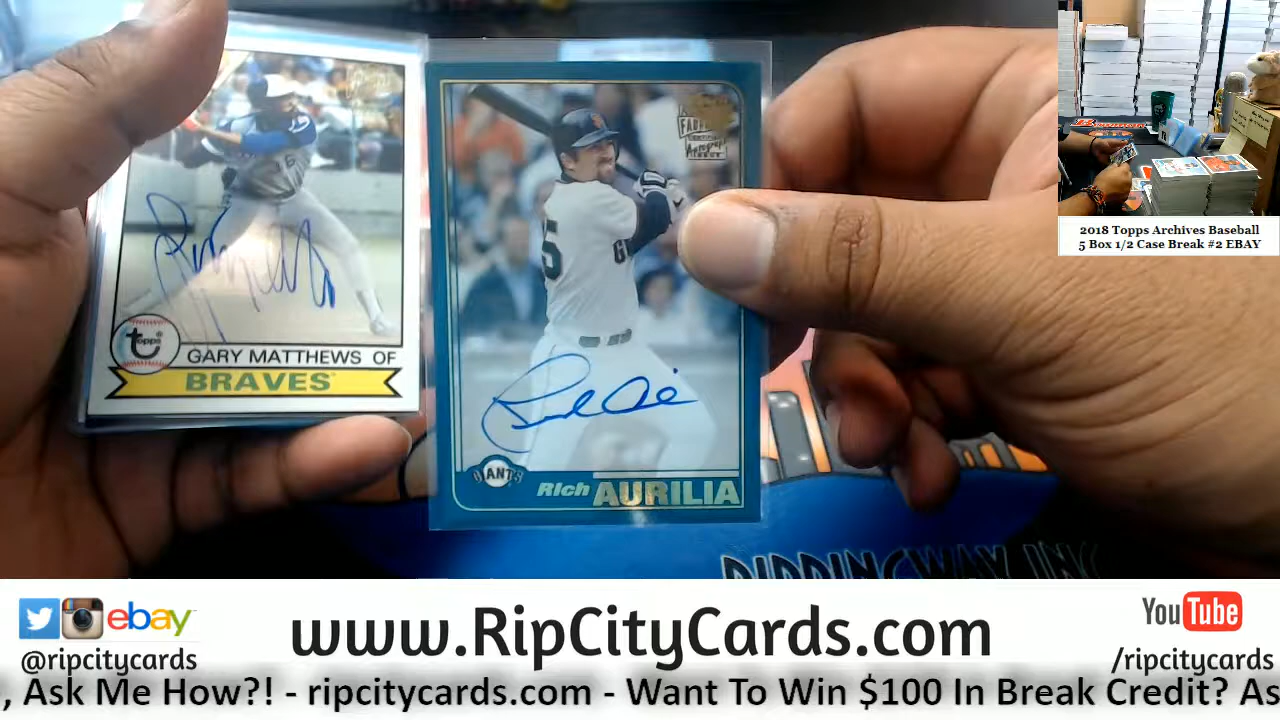 GARY MATTHEWS OF
BRAVES
topps
GIANTS
Rich AURILIA
2018 Topps Archives Baseball
5 Box 1/2 Case Break #2 EBAY
ebay
www.RipCityCards.com
YouTube
@ripcitycards
/ripcitycards
, Ask Me How?! - ripcitycards.com - Want To Win $100 In Break Credit? As